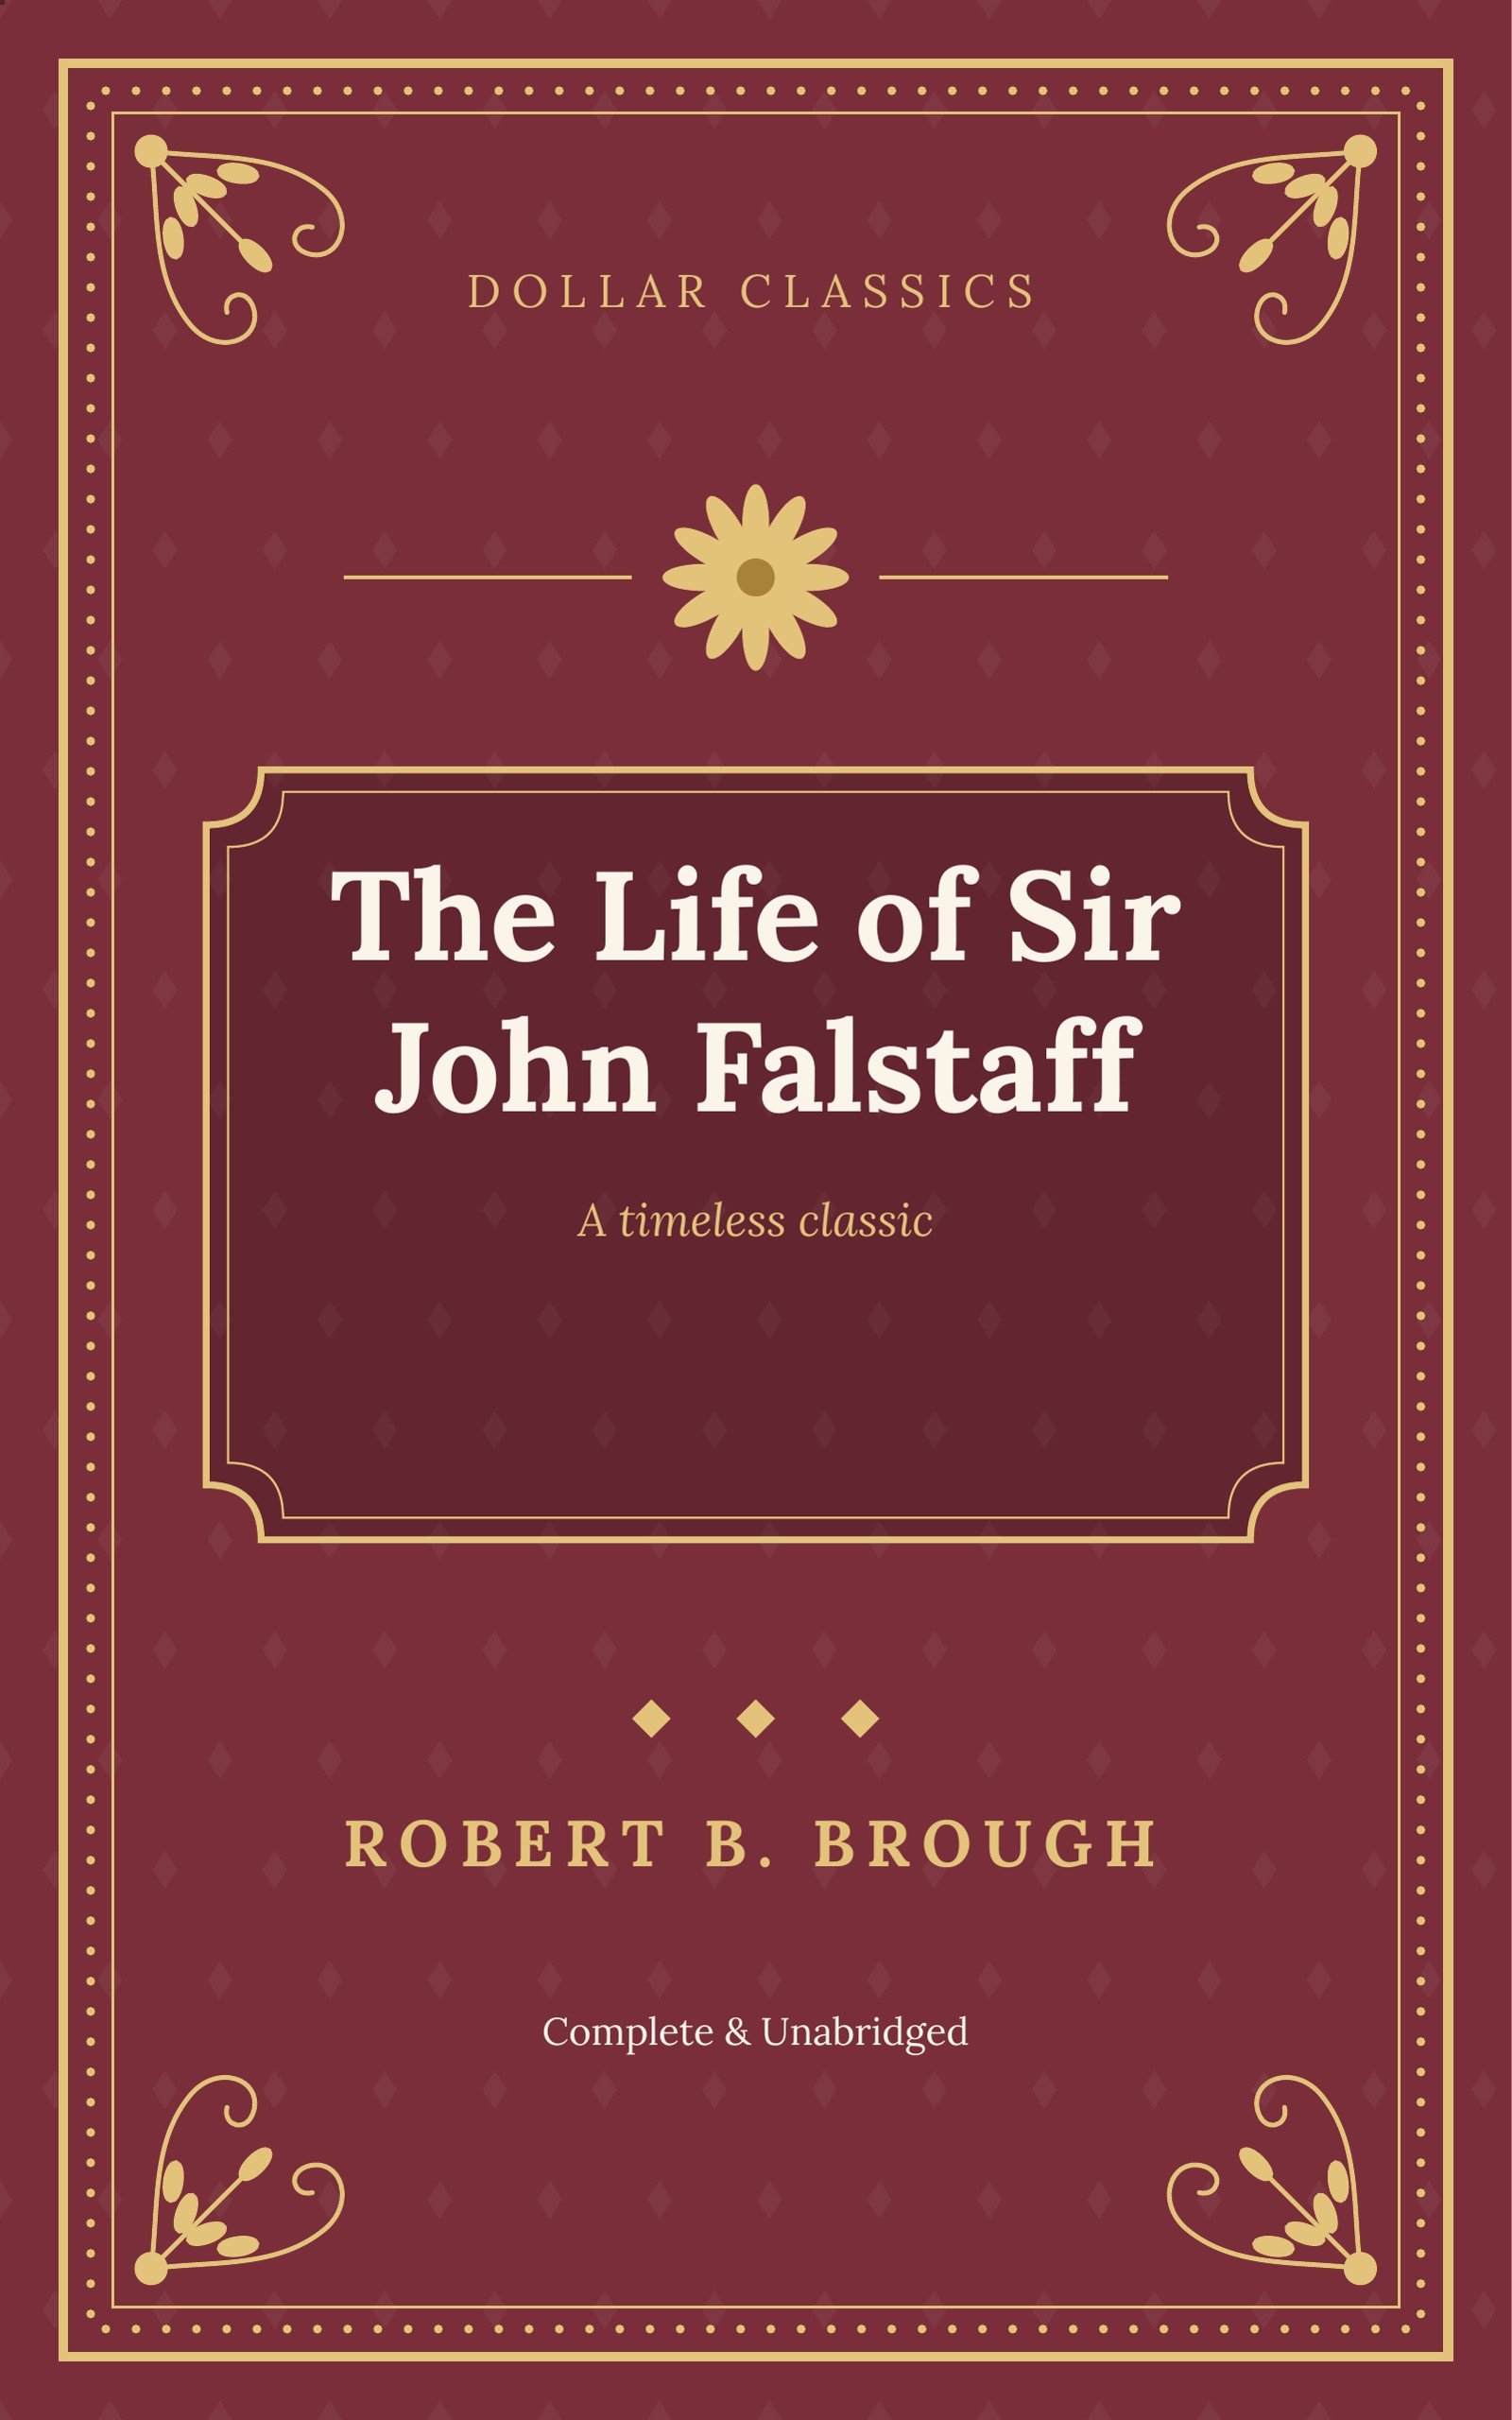 DOLLAR CLASSICS
The Life of Sir
John Falstaff
A timeless classic
ROBERT B. BROUGH
Complete & Unabridged